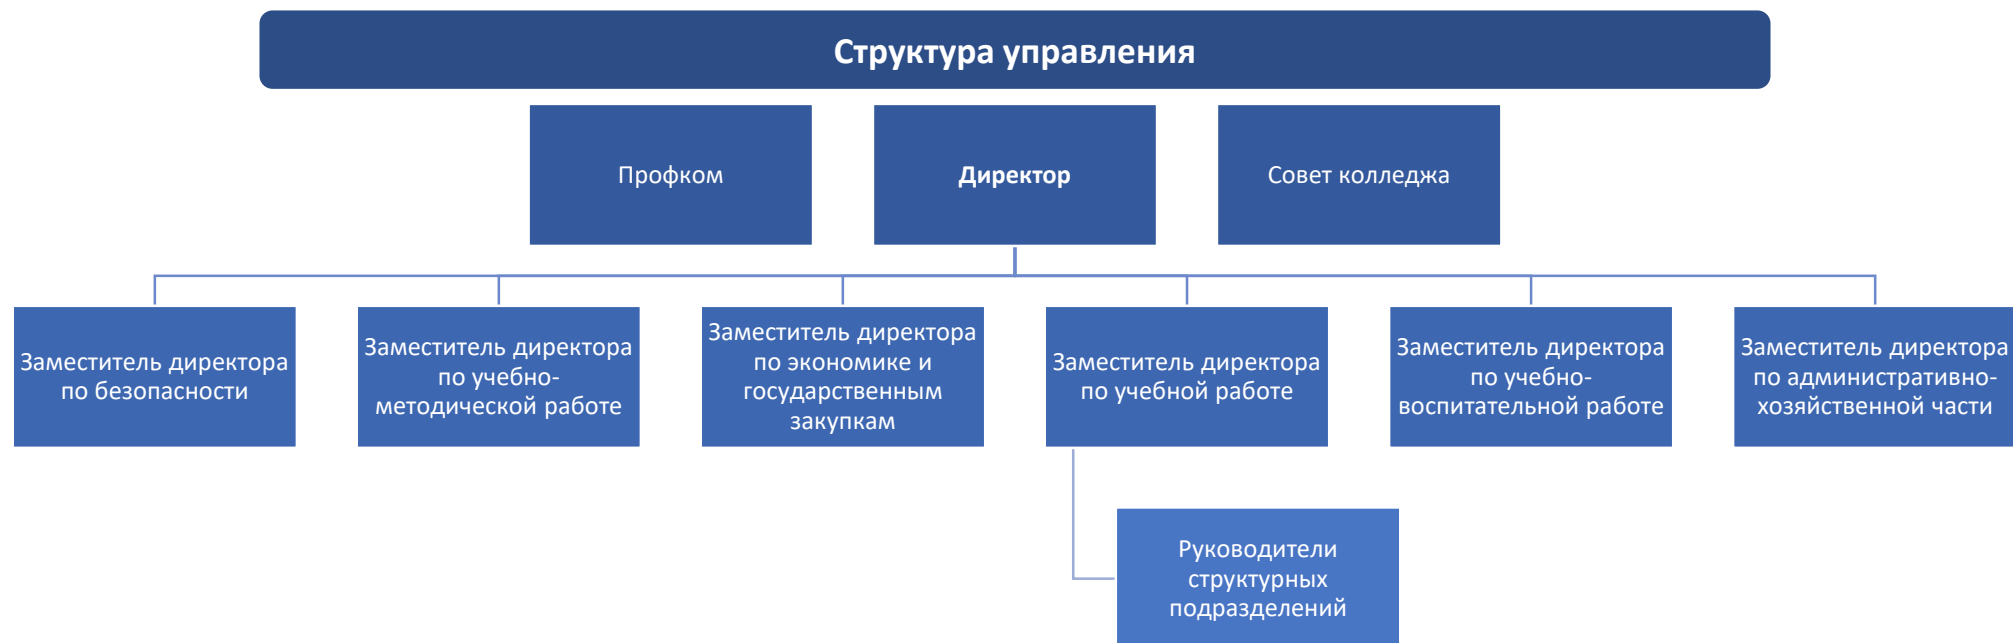 Структура управления
Профком
Директор
Совет колледжа
Заместитель директора
по безопасности
Заместитель директора
по учебно-
методической работе
Заместитель директора
по экономике и
государственным
закупкам
Заместитель директора
по учебной работе
Заместитель директора
по учебно-
воспитательной работе
Заместитель директора
по административно-
хозяйственной части
Руководители
структурных
подразделений